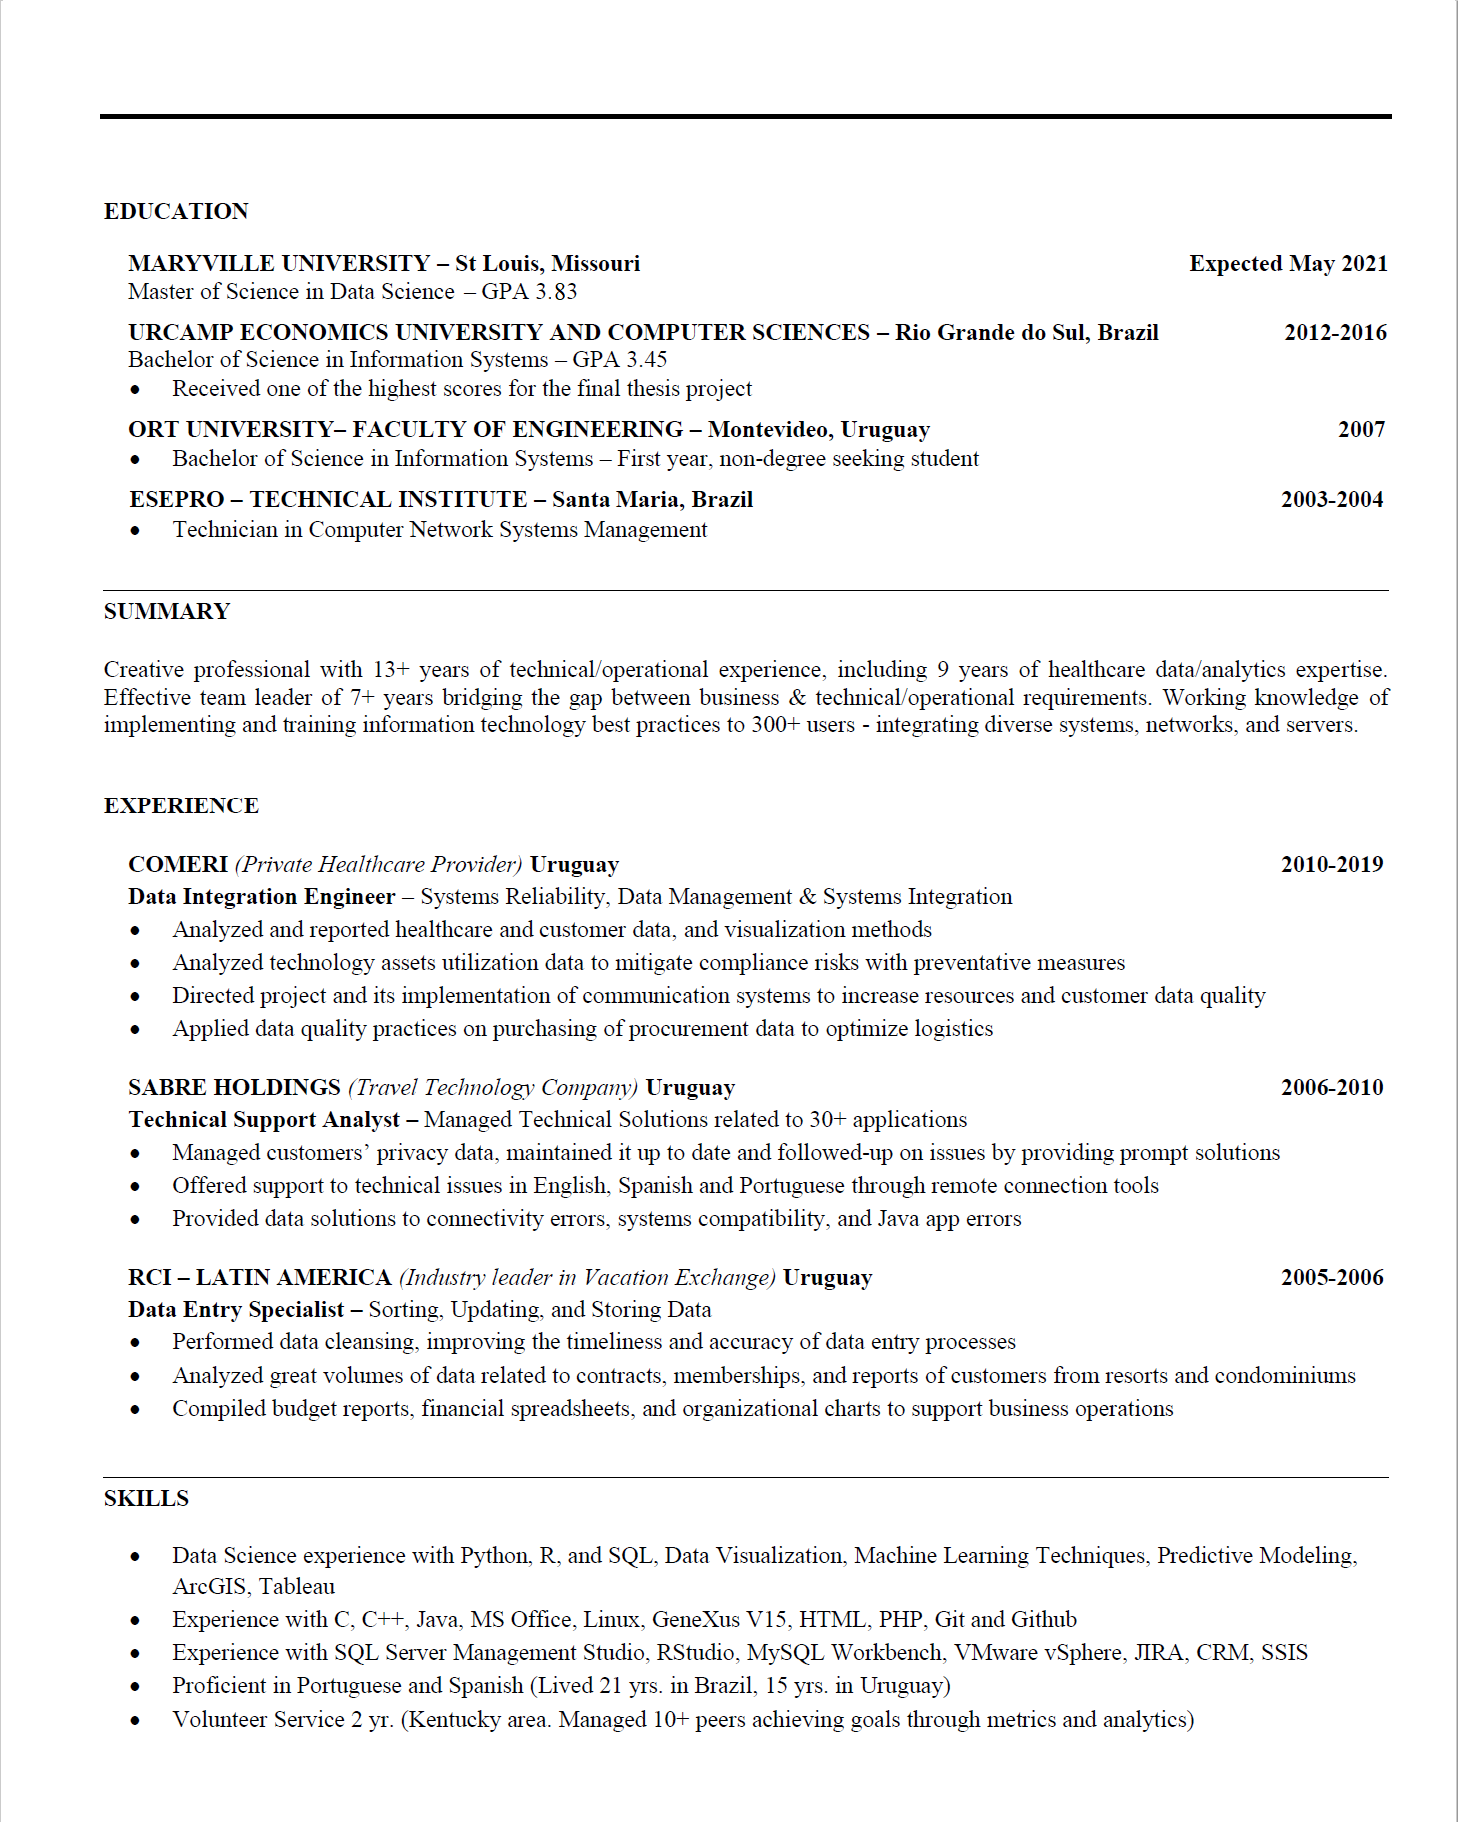 EDUCATION
MARYVILLE UNIVERSITY – St Louis, Missouri Expected May 2021
Master of Science in Data Science – GPA 3.83
URCAMP ECONOMICS UNIVERSITY AND COMPUTER SCIENCES – Rio Grande do Sul, Brazil 2012-2016
Bachelor of Science in Information Systems – GPA 3.45
• Received one of the highest scores for the final thesis project
ORT UNIVERSITY– FACULTY OF ENGINEERING – Montevideo, Uruguay 2007
• Bachelor of Science in Information Systems – First year, non-degree seeking student
ESEPRO – TECHNICAL INSTITUTE – Santa Maria, Brazil 2003-2004
• Technician in Computer Network Systems Management
SUMMARY
Creative professional with 13+ years of technical/operational experience, including 9 years of healthcare data/analytics expertise.
Effective team leader of 7+ years bridging the gap between business & technical/operational requirements. Working knowledge of
implementing and training information technology best practices to 300+ users - integrating diverse systems, networks, and servers.
EXPERIENCE
COMERI (Private Healthcare Provider) Uruguay 2010-2019
Data Integration Engineer – Systems Reliability, Data Management & Systems Integration
• Analyzed and reported healthcare and customer data, and visualization methods
• Analyzed technology assets utilization data to mitigate compliance risks with preventative measures
• Directed project and its implementation of communication systems to increase resources and customer data quality
• Applied data quality practices on purchasing of procurement data to optimize logistics
SABRE HOLDINGS (Travel Technology Company) Uruguay 2006-2010
Technical Support Analyst – Managed Technical Solutions related to 30+ applications
• Managed customers’ privacy data, maintained it up to date and followed-up on issues by providing prompt solutions
• Offered support to technical issues in English, Spanish and Portuguese through remote connection tools
• Provided data solutions to connectivity errors, systems compatibility, and Java app errors
RCI – LATIN AMERICA (Industry leader in Vacation Exchange) Uruguay 2005-2006
Data Entry Specialist – Sorting, Updating, and Storing Data
• Performed data cleansing, improving the timeliness and accuracy of data entry processes
• Analyzed great volumes of data related to contracts, memberships, and reports of customers from resorts and condominiums
• Compiled budget reports, financial spreadsheets, and organizational charts to support business operations
SKILLS
• Data Science experience with Python, R, and SQL, Data Visualization, Machine Learning Techniques, Predictive Modeling,
ArcGIS, Tableau
• Experience with C, C++, Java, MS Office, Linux, GeneXus V15, HTML, PHP, Git and Github
• Experience with SQL Server Management Studio, RStudio, MySQL Workbench, VMware vSphere, JIRA, CRM, SSIS
• Proficient in Portuguese and Spanish (Lived 21 yrs. in Brazil, 15 yrs. in Uruguay)
• Volunteer Service 2 yr. (Kentucky area. Managed 10+ peers achieving goals through metrics and analytics)